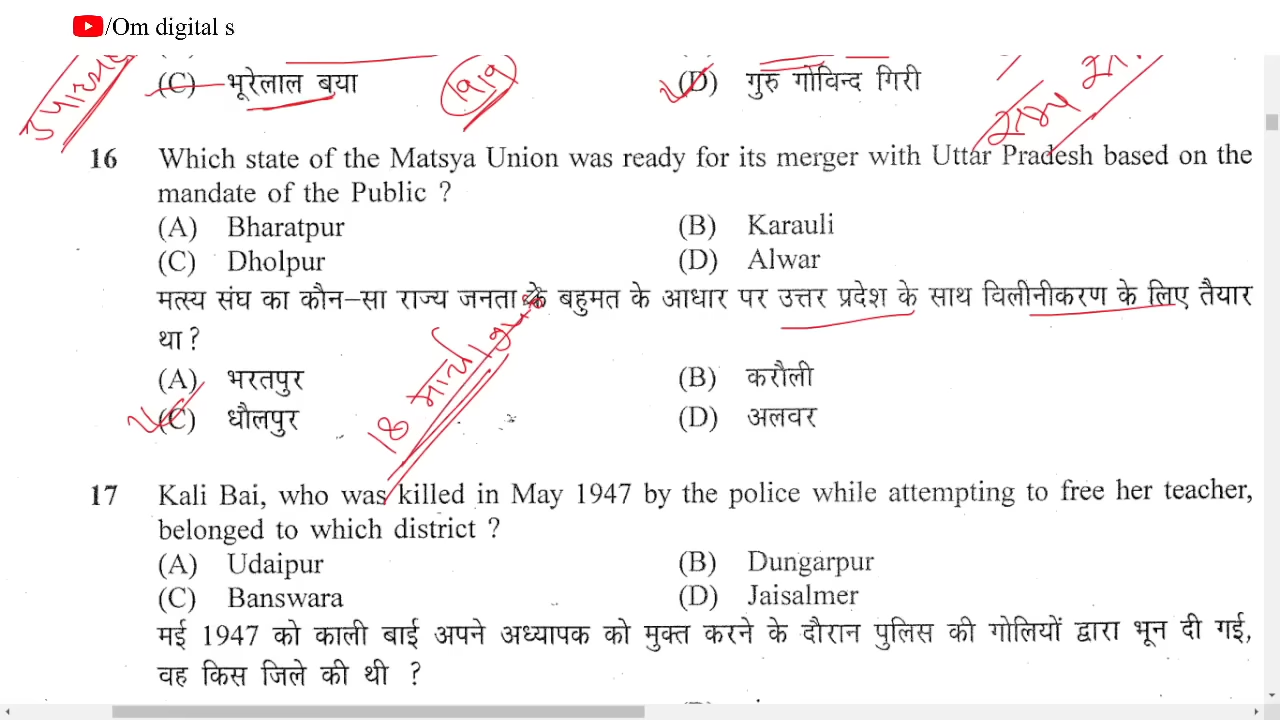 /Om digital s
(C) भूरेलाल बया (D) गुरु गोविन्द गिरी
16 Which state of the Matsya Union was ready for its merger with Uttar Pradesh based on the
mandate of the Public ?
(A) Bharatpur (B) Karauli
(C) Dholpur (D) Alwar
मत्स्य संघ का कौन-सा राज्य जनता के बहुमत के आधार पर उत्तर प्रदेश के साथ विलीनीकरण के लिए तैयार
था ?
(A) भरतपुर (B) करौली
(C) धौलपुर (D) अलवर
18 मार्च
17 Kali Bai, who was killed in May 1947 by the police while attempting to free her teacher,
belonged to which district ?
(A) Udaipur (B) Dungarpur
(C) Banswara (D) Jaisalmer
मई 1947 को काली बाई अपने अध्यापक को मुक्त करने के दौरान पुलिस की गोलियों द्वारा भून दी गई,
वह किस जिले की थी ?